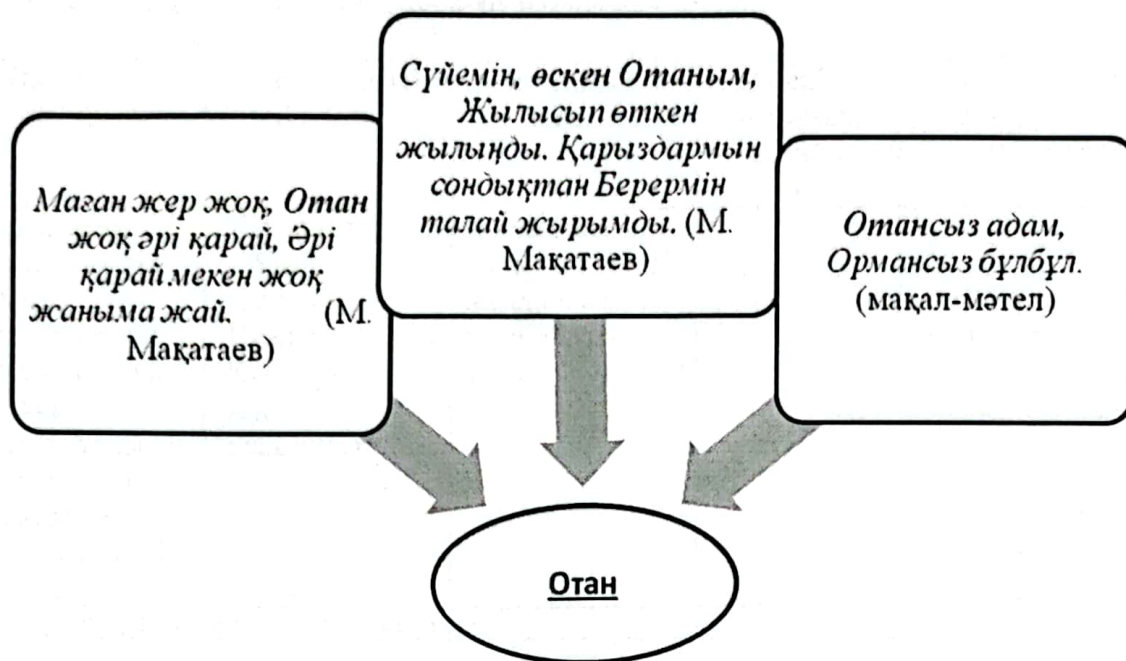 Маған жер жоқ, Отан
жоқ әрі қарай, Әрі
қарай мекен жоқ
жаныма жай. (М.
Мақатаев)
Сүйемін, өскен Отаным,
Жылысып өткен
жылыңды. Қарыздармын
сондықтан Берермін
талай жырымды. (М.
Мақатаев)
Отансыз адам,
Ормансыз бұлбұл.
(мақал-мәтел)
Отан